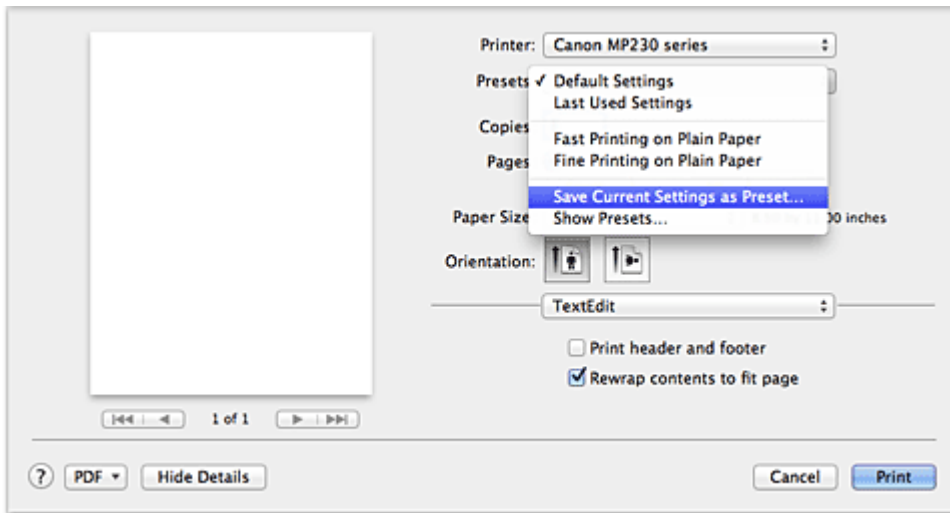 Printer: Canon MP230 series
Presets ✓ Default Settings
Last Used Settings
Copies
Fast Printing on Plain Paper
Pages Fine Printing on Plain Paper
Save Current Settings as Preset...
Paper Size Show Presets... 00 inches
Orientation:
TextEdit
Print header and footer
Rewrap contents to fit page
1 of 1
? PDF Hide Details Cancel Print